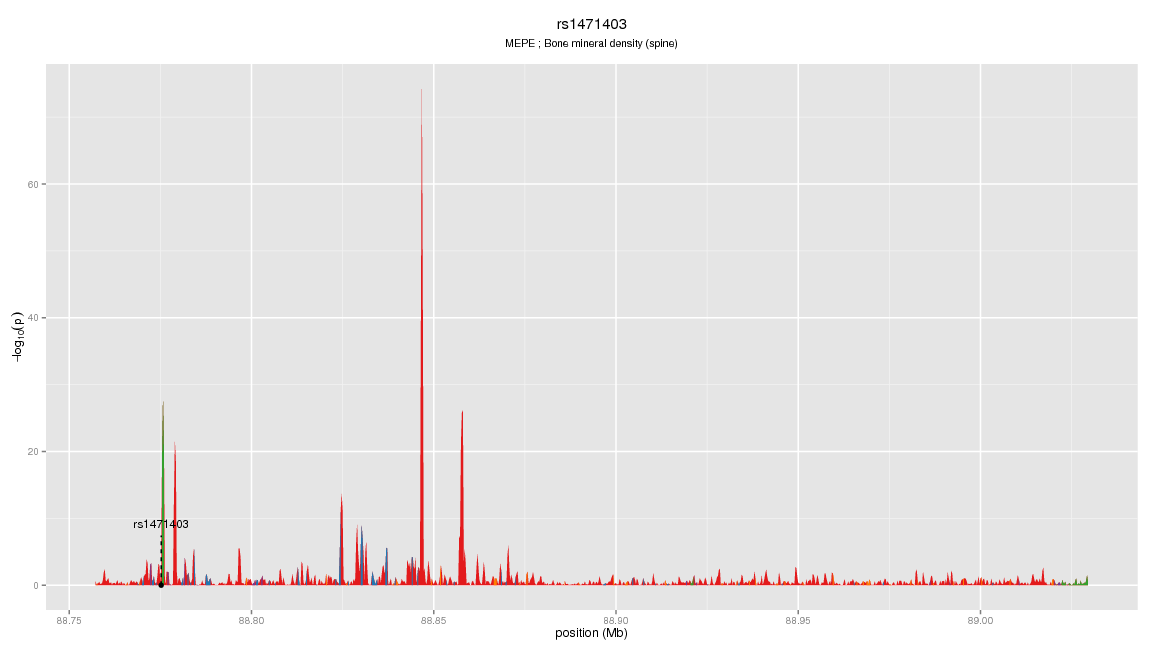 rs1471403
MEPE ; Bone mineral density (spine)
60
40
20
0
−log10(p)
rs1471403
88.75 88.80 88.85 88.90 88.95 89.00
position (Mb)